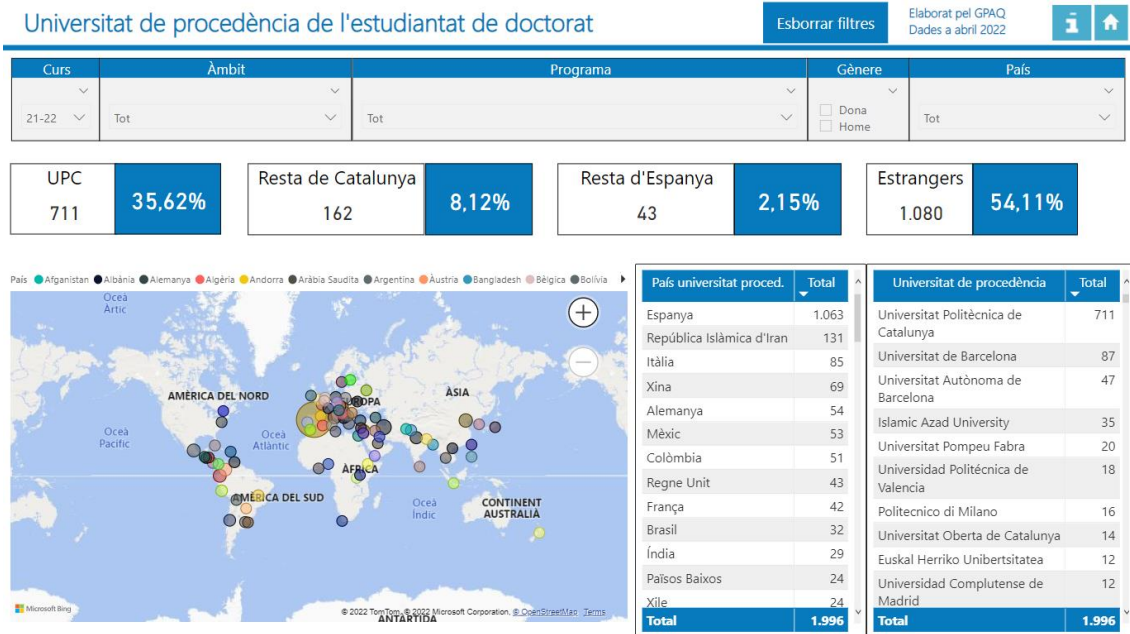 Universitat de procedència de l'estudiantat de doctorat
Esborrar filtres
Elaborat pel GPAQ
Dades a abril 2022
Curs
Àmbit
Programa
Gènere
País
21-22
Tot
Tot
Dona
Home
Tot
UPC
711
35,62%
Resta de Catalunya
162
8,12%
Resta d'Espanya
43
2,15%
Estrangers
1.080
54,11%
País Afganistan Albània Alemanya Algèria Andorra Aràbia Saudita Argentina Àustria Bangladesh Bèlgica Bolívia
Oceà
Àrtic
AMÈRICA DEL NORD
ÀSIA
Oceà
Pacífic
Oceà
Atlàntic
ÀFRICA
AMÈRICA DEL SUD
Oceà
Índic
CONTINENT
AUSTRALIÀ
Microsoft Bing
© 2022 TomTom, © 2022 Microsoft Corporation, © OpenStreetMap Terms
ANTÀRTIDA
País universitat proced. Total
Espanya 1.063
República Islàmica d'Iran 131
Itàlia 85
Xina 69
Alemanya 54
Mèxic 53
Colòmbia 51
Regne Unit 43
França 42
Brasil 32
Índia 29
Països Baixos 24
Xile 24
Total 1.996
Universitat de procedència Total
Universitat Politècnica de 711
Catalunya
Universitat de Barcelona 87
Universitat Autònoma de 47
Barcelona
Islamic Azad University 35
Universitat Pompeu Fabra 20
Universidad Politécnica de 18
Valencia
Politecnico di Milano 16
Universitat Oberta de Catalunya 14
Euskal Herriko Unibertsitatea 12
Universidad Complutense de 12
Madrid
Total 1.996